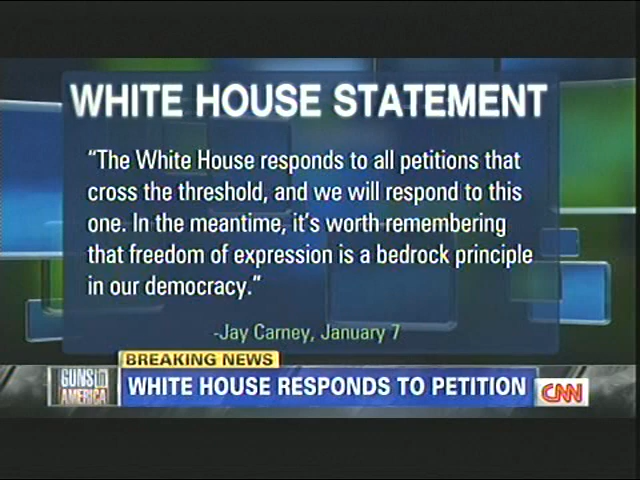 WHITE HOUSE STATEMENT
“The White House responds to all petitions that
cross the threshold, and we will respond to this
one. In the meantime, it’s worth remembering
that freedom of expression is a bedrock principle
in our democracy.”
-Jay Carney, January 7
BREAKING NEWS
GUNS IN
AMERICA
WHITE HOUSE RESPONDS TO PETITION
CNN